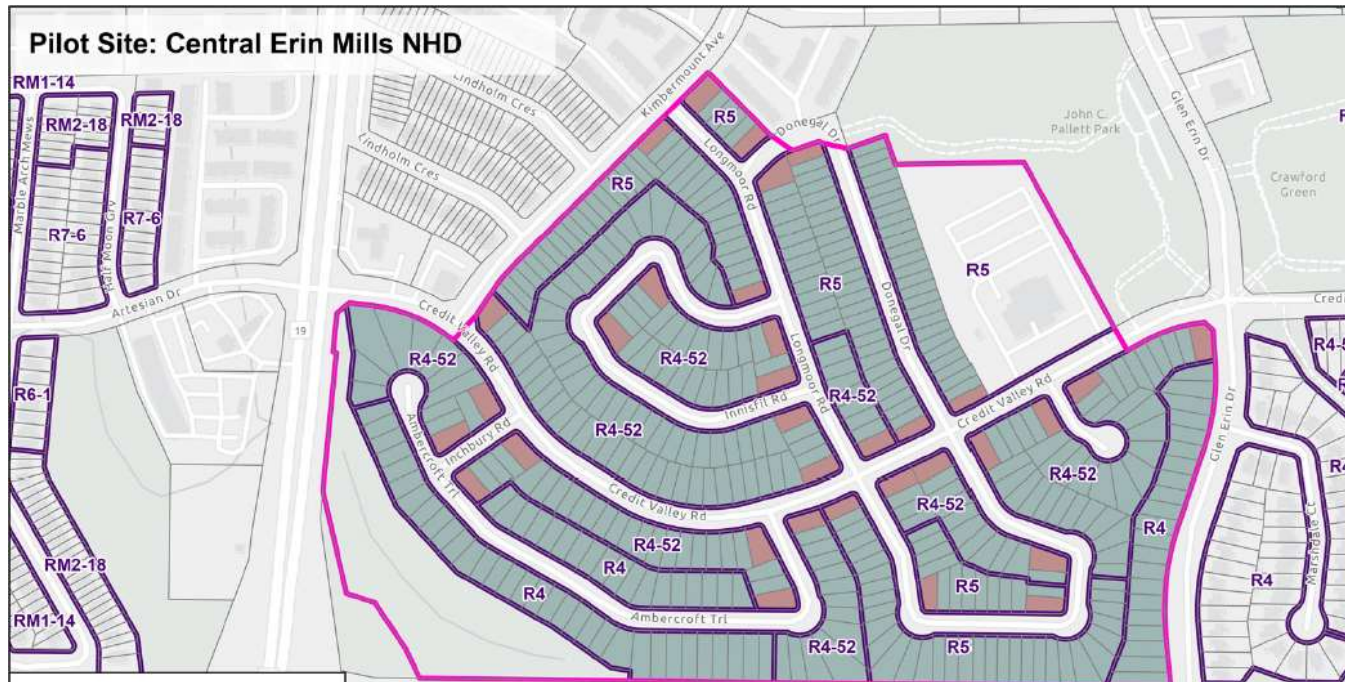 Pilot Site: Central Erin Mills NHD
RM1-14
RM2-18
RM2-18
Marble Arch Mews
R7-6
R7-6
Half Moon Grv
Artesian Dr
R6-1
RM2-18
RM1-14
19
Lindholm Cres
Lindholm Cres
Kimbermount Ave
Donegal Dr
John C.
Pallett Park
Glen Erin Dr
Crawford
Green
R5
Longmoor Rd
R5
R5
R5
Donegal Dr
Credit Valley Rd
R4-52
R4-52
Innisfil Rd
Longmoor Rd
R4-52
Credit Valley Rd
Inchbury Rd
Ambercroft Trl
R4-52
Credit Valley Rd
R4-52
R4-52
R4
Glen Erin Dr
R4-52
R4
R4
R5
Ambercroft Trl
R4-52
R5
R4
Marsndale Ct